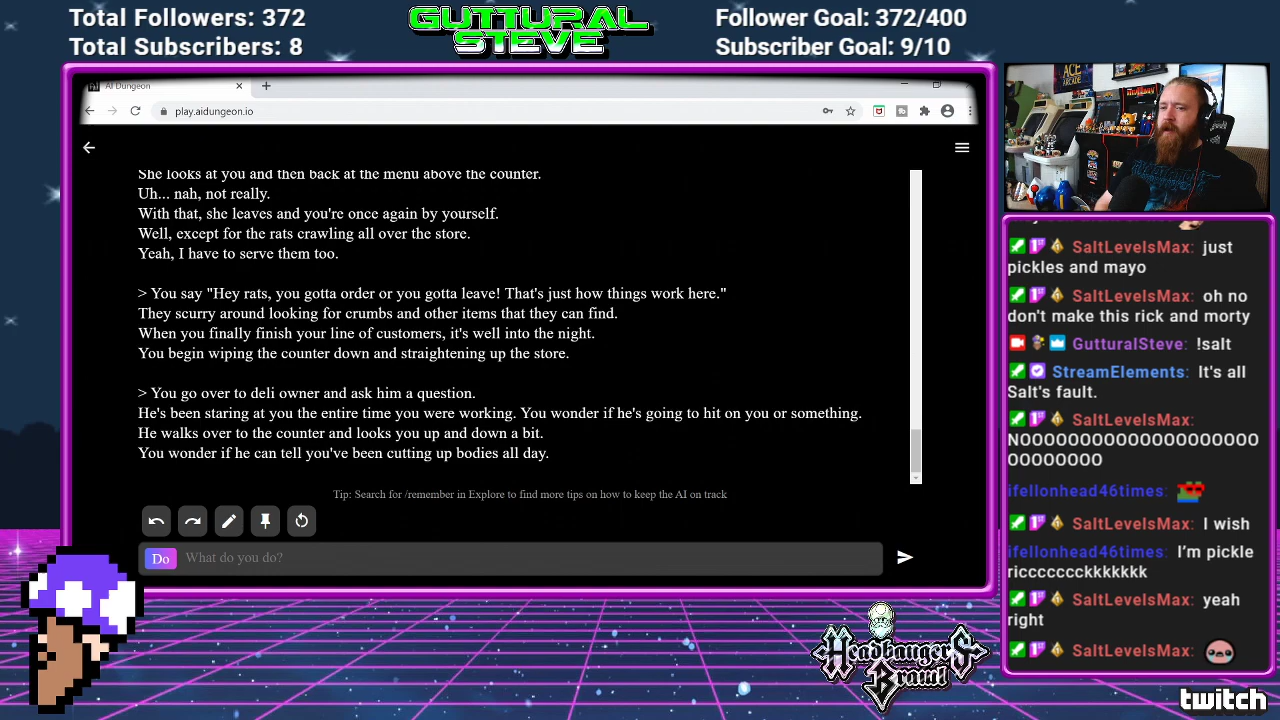 Total Followers: 372
Total Subscribers: 8
GUTTURAL
STEVE
Follower Goal: 372/400
Subscriber Goal: 9/10
AI Dungeon
play.aidungeon.io
She looks at you and then back at the menu above the counter.
Uh... nah, not really.
With that, she leaves and you're once again by yourself.
Well, except for the rats crawling all over the store.
Yeah, I have to serve them too.
> You say "Hey rats, you gotta order or you gotta leave! That's just how things work here."
They scurry around looking for crumbs and other items that they can find.
When you finally finish your line of customers, it's well into the night.
You begin wiping the counter down and straightening up the store.
> You go over to deli owner and ask him a question.
He's been staring at you the entire time you were working. You wonder if he's going to hit on you or something.
He walks over to the counter and looks you up and down a bit.
You wonder if he can tell you've been cutting up bodies all day.
Tip: Search for /remember in Explore to find more tips on how to keep the AI on track
Do What do you do?
SaltLevelsMax: just
pickles and mayo
SaltLevelsMax: oh no
don't make this rick and morty
GutturalSteve: !salt
StreamElements: It's all
Salt's fault.
SaltLevelsMax:
NOOOOOOOOOOOOOOOOOOO
OOOOOOOO
ifellonhead46times:
SaltLevelsMax: I wish
ifellonhead46times: I'm pickle
ricccccckkkkkk
SaltLevelsMax: yeah
right
SaltLevelsMax:
Headbangers
Brawl
twitch